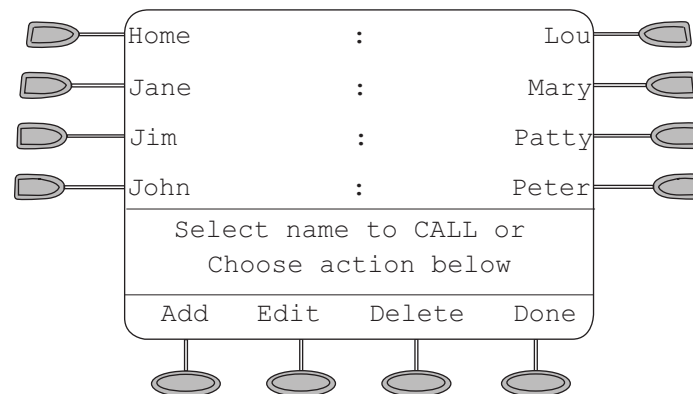 Home : Lou
Jane : Mary
Jim : Patty
John : Peter
Select name to CALL or
Choose action below
Add Edit Delete Done